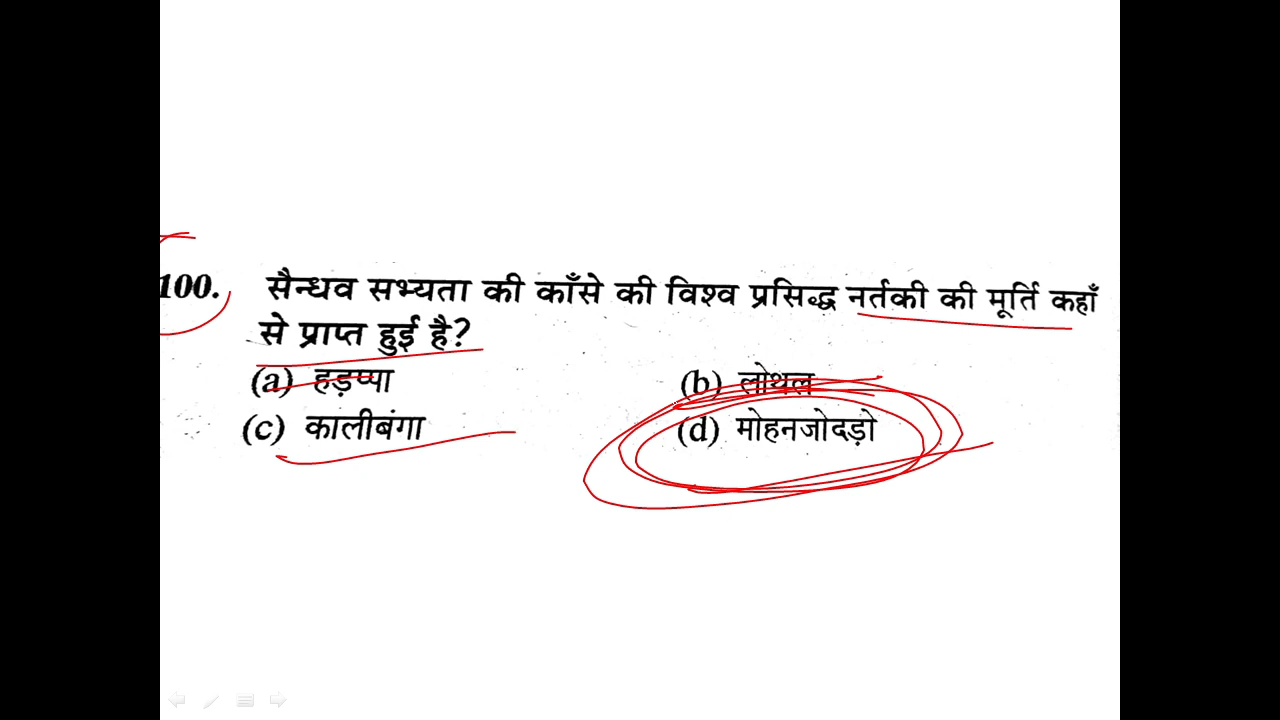 100. सैन्धव सभ्यता की काँसे की विश्व प्रसिद्ध नर्तकी की मूर्ति कहाँ
से प्राप्त हुई है?
(a) हड़प्पा (b) लोथल
(c) कालीबंगा (d) मोहनजोदड़ो